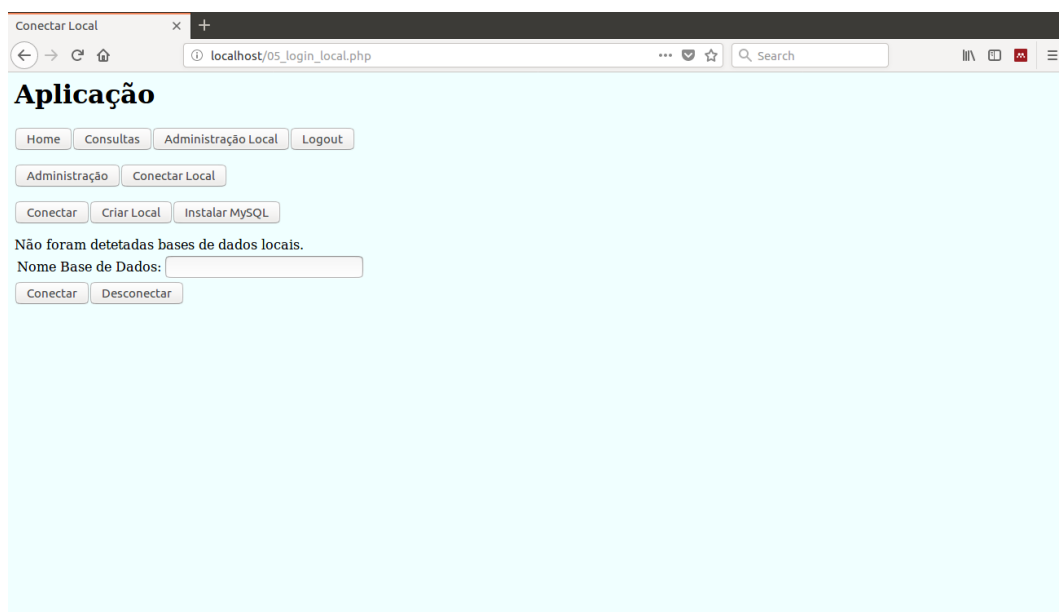 Conectar Local
localhost/05_login_local.php
Search
Aplicação
Home Consultas Administração Local Logout
Administração Conectar Local
Conectar Criar Local Instalar MySQL
Não foram detetadas bases de dados locais.
Nome Base de Dados:
Conectar Desconectar